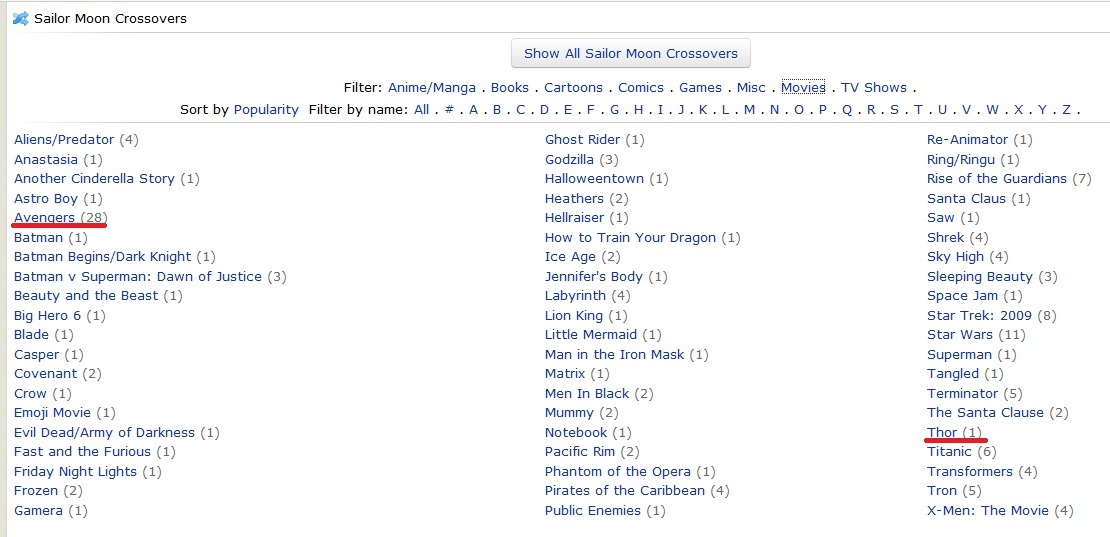 Sailor Moon Crossovers
Show All Sailor Moon Crossovers
Filter: Anime/Manga . Books . Cartoons . Comics . Games . Misc . Movies . TV Shows .
Sort by Popularity Filter by name: All . # . A . B . C . D . E . F . G . H . I . J . K . L . M . N . O . P . Q . R . S . T . U . V . W . X . Y . Z .
Aliens/Predator (4)
Anastasia (1)
Another Cinderella Story (1)
Astro Boy (1)
Avengers (28)
Batman (1)
Batman Begins/Dark Knight (1)
Batman v Superman: Dawn of Justice (3)
Beauty and the Beast (1)
Big Hero 6 (1)
Blade (1)
Casper (1)
Covenant (2)
Crow (1)
Emoji Movie (1)
Evil Dead/Army of Darkness (1)
Fast and the Furious (1)
Friday Night Lights (1)
Frozen (2)
Gamera (1)
Ghost Rider (1)
Godzilla (3)
Halloweentown (1)
Heathers (2)
Hellraiser (1)
How to Train Your Dragon (1)
Ice Age (2)
Jennifer's Body (1)
Labyrinth (4)
Lion King (1)
Little Mermaid (1)
Man in the Iron Mask (1)
Matrix (1)
Men In Black (2)
Mummy (2)
Notebook (1)
Pacific Rim (2)
Phantom of the Opera (1)
Pirates of the Caribbean (4)
Public Enemies (1)
Re-Animator (1)
Ring/Ringu (1)
Rise of the Guardians (7)
Santa Claus (1)
Saw (1)
Shrek (4)
Sky High (4)
Sleeping Beauty (3)
Space Jam (1)
Star Trek: 2009 (8)
Star Wars (11)
Superman (1)
Tangled (1)
Terminator (5)
The Santa Clause (2)
Thor (1)
Titanic (6)
Transformers (4)
Tron (5)
X-Men: The Movie (4)